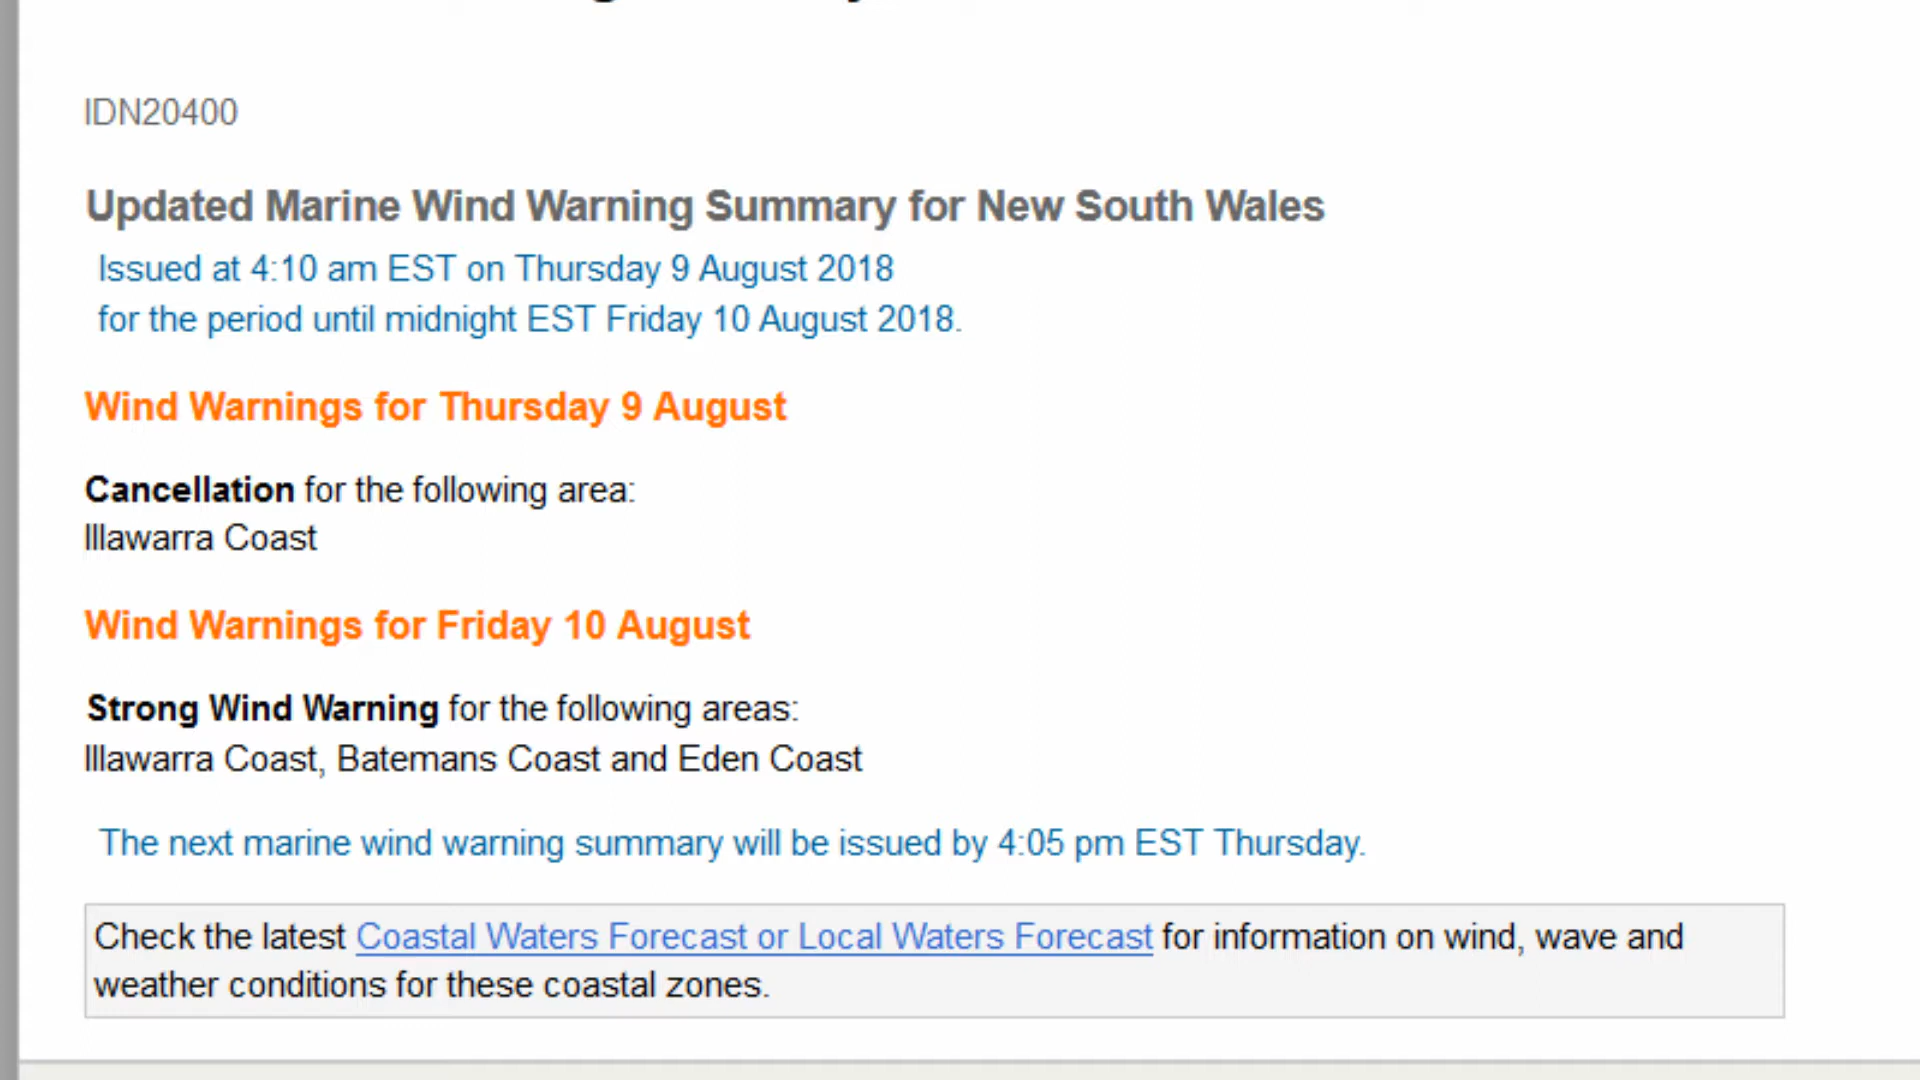 IDN20400
Updated Marine Wind Warning Summary for New South Wales
Issued at 4:10 am EST on Thursday 9 August 2018
for the period until midnight EST Friday 10 August 2018.
Wind Warnings for Thursday 9 August
Cancellation for the following area:
Illawarra Coast
Wind Warnings for Friday 10 August
Strong Wind Warning for the following areas:
Illawarra Coast, Batemans Coast and Eden Coast
The next marine wind warning summary will be issued by 4:05 pm EST Thursday.
Check the latest Coastal Waters Forecast or Local Waters Forecast for information on wind, wave and
weather conditions for these coastal zones.